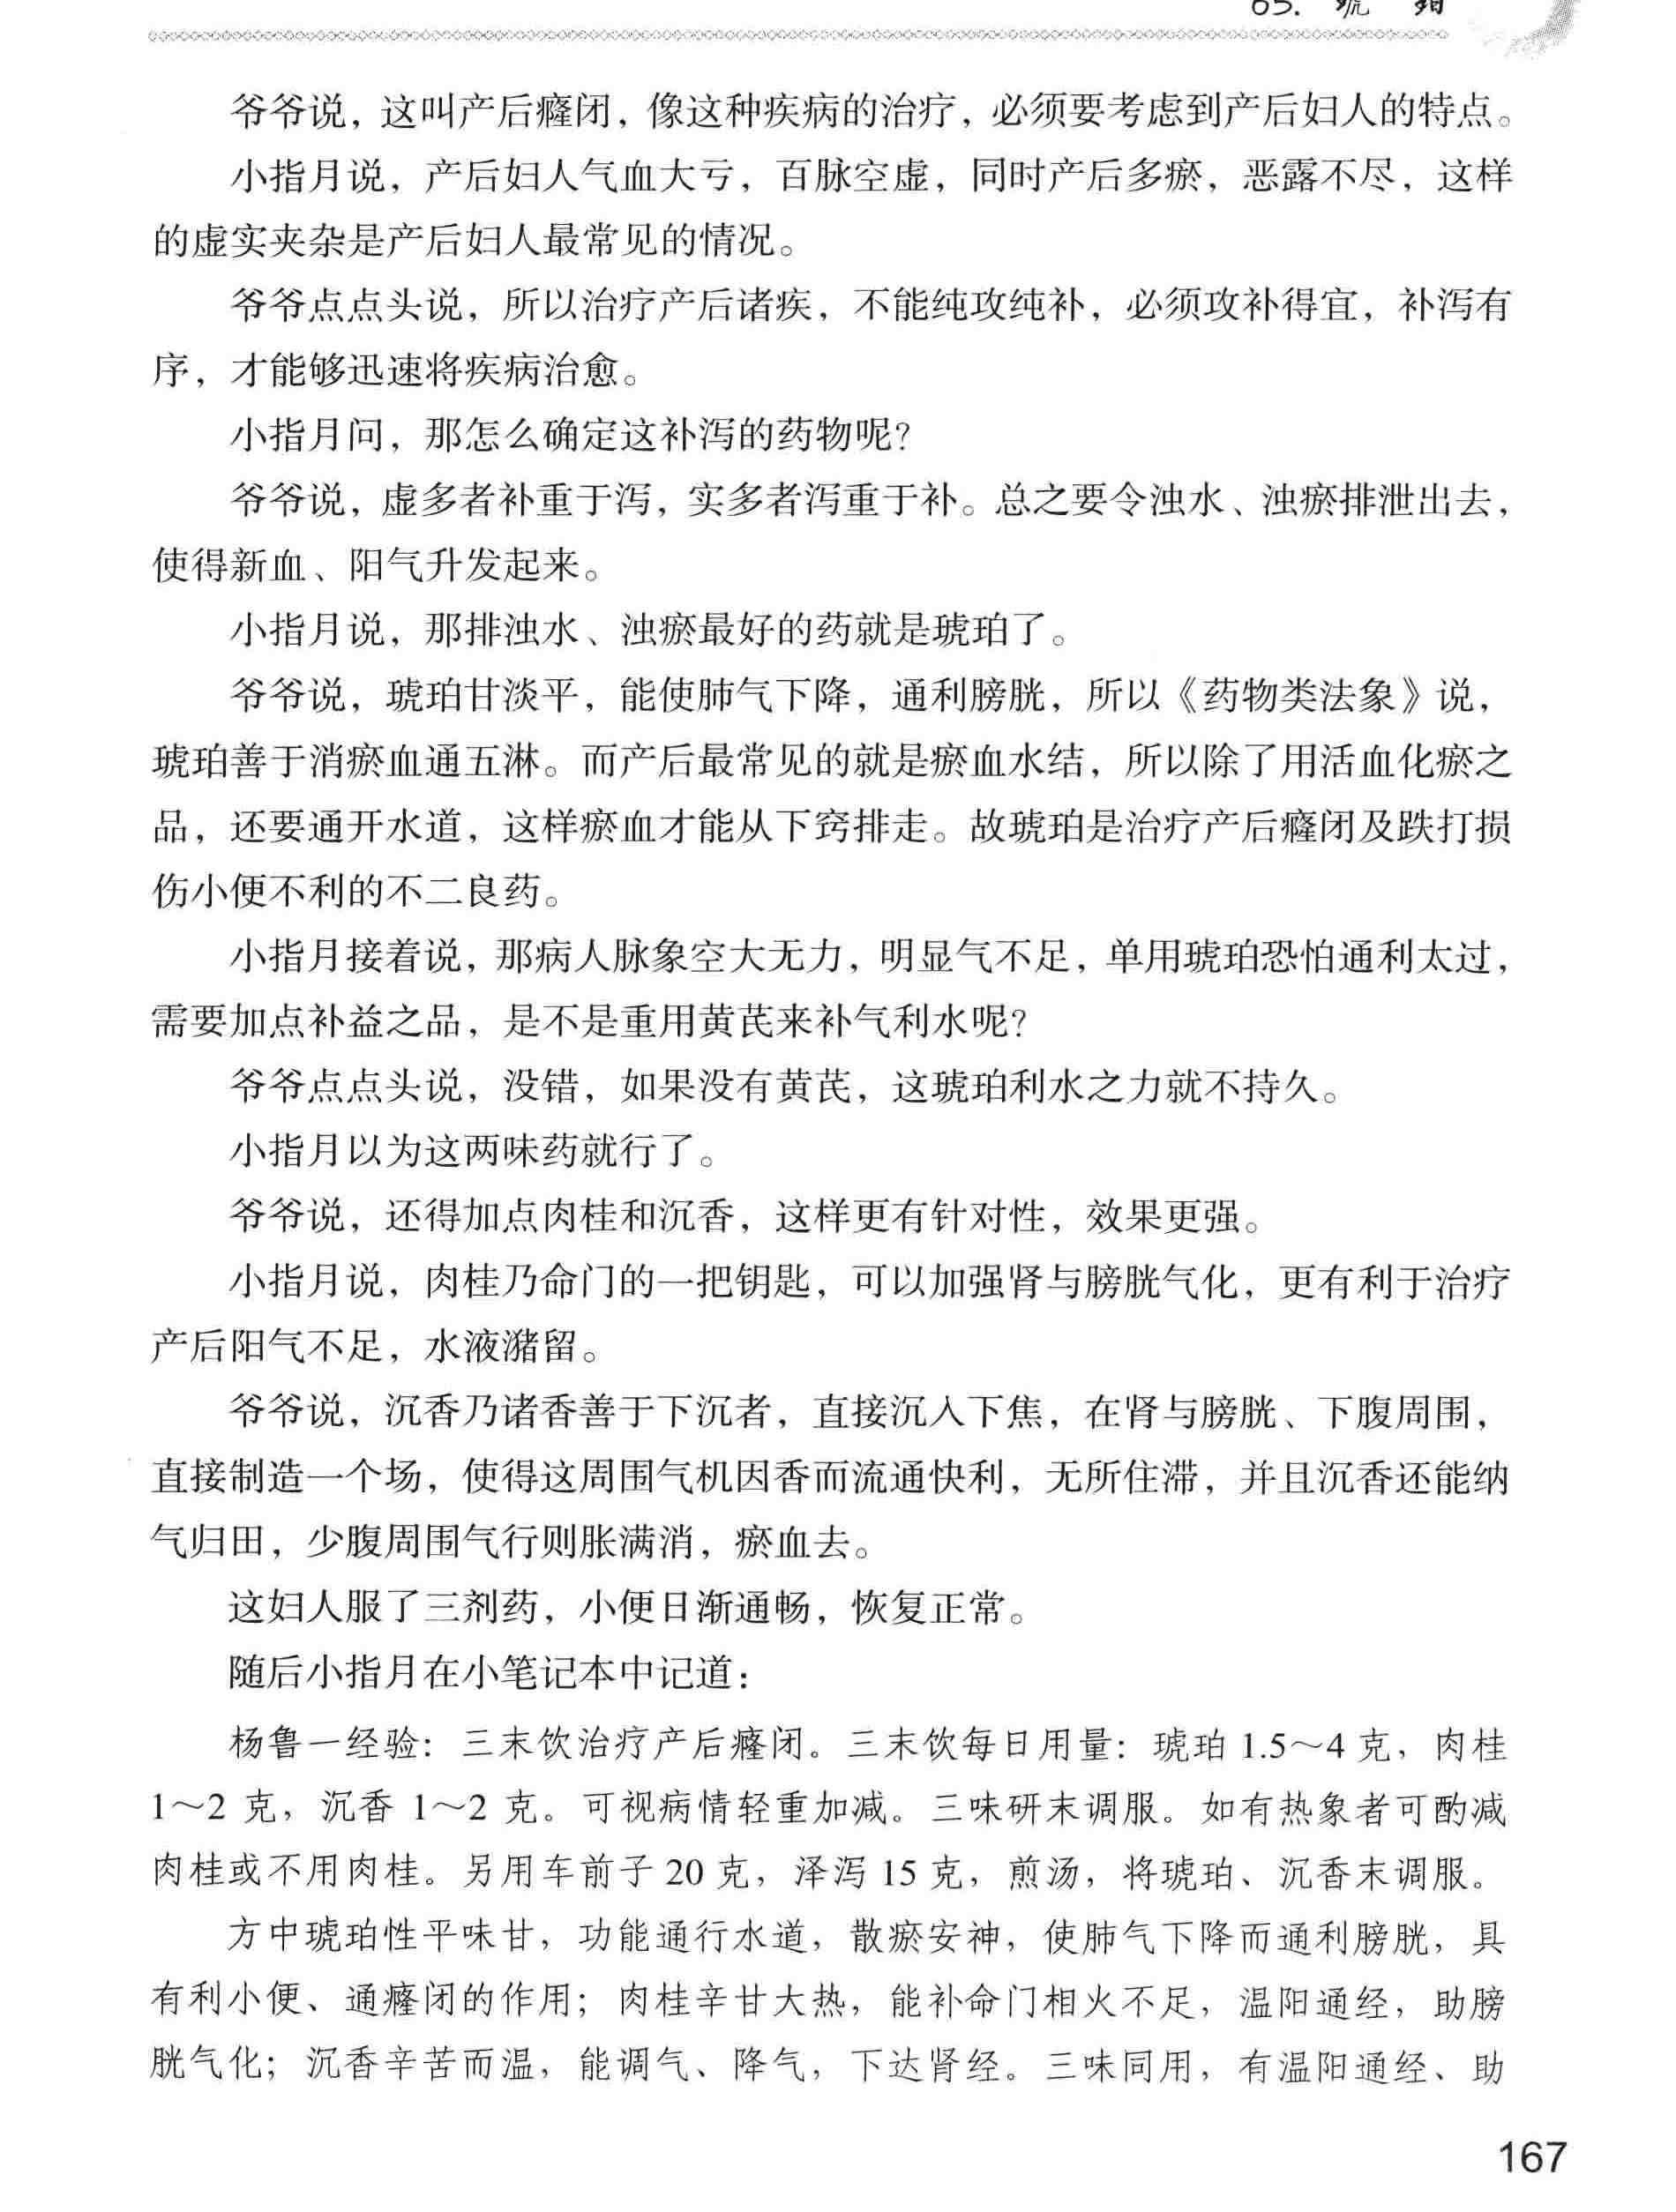 65. 琥 珀
爷爷说，这叫产后癃闭，像这种疾病的治疗，必须要考虑到产后妇人的特点。
小指月说，产后妇人气血大亏，百脉空虚，同时产后多瘀，恶露不尽，这样
的虚实夹杂是产后妇人最常见的情况。
爷爷点点头说，所以治疗产后诸疾，不能纯攻纯补，必须攻补得宜，补泻有
序，才能够迅速将疾病治愈。
小指月问，那怎么确定这补泻的药物呢？
爷爷说，虚多者补重于泻，实多者泻重于补。总之要令浊水、浊瘀排泄出去，
使得新血、阳气升发起来。
小指月说，那排浊水、浊瘀最好的药就是琥珀了。
爷爷说，琥珀甘淡平，能使肺气下降，通利膀胱，所以《药物类法象》说，
琥珀善于消瘀血通五淋。而产后最常见的就是瘀血水结，所以除了用活血化瘀之
品，还要通开水道，这样瘀血才能从下窍排走。故琥珀是治疗产后癃闭及跌打损
伤小便不利的不二良药。
小指月接着说，那病人脉象空大无力，明显气不足，单用琥珀恐怕通利太过，
需要加点补益之品，是不是重用黄芪来补气利水呢？
爷爷点点头说，没错，如果没有黄芪，这琥珀利水之力就不持久。
小指月以为这两味药就行了。
爷爷说，还得加点肉桂和沉香，这样更有针对性，效果更强。
小指月说，肉桂乃命门的一把钥匙，可以加强肾与膀胱气化，更有利于治疗
产后阳气不足，水液潴留。
爷爷说，沉香乃诸香善于下沉者，直接沉入下焦，在肾与膀胱、下腹周围，
直接制造一个场，使得这周围气机因香而流通快利，无所住滞，并且沉香还能纳
气归田，少腹周围气行则胀满消，瘀血去。
这妇人服了三剂药，小便日渐通畅，恢复正常。
随后小指月在小笔记本中记道：
杨鲁一经验：三末饮治疗产后癃闭。三末饮每日用量：琥珀 1.5～4 克，肉桂
1～2 克，沉香 1～2 克。可视病情轻重加减。三味研末调服。如有热象者可酌减
肉桂或不用肉桂。另用车前子 20 克，泽泻 15 克，煎汤，将琥珀、沉香末调服。
方中琥珀性平味甘，功能通行水道，散瘀安神，使肺气下降而通利膀胱，具
有利小便、通癃闭的作用；肉桂辛甘大热，能补命门相火不足，温阳通经，助膀
胱气化；沉香辛苦而温，能调气、降气，下达肾经。三味同用，有温阳通经、助
167